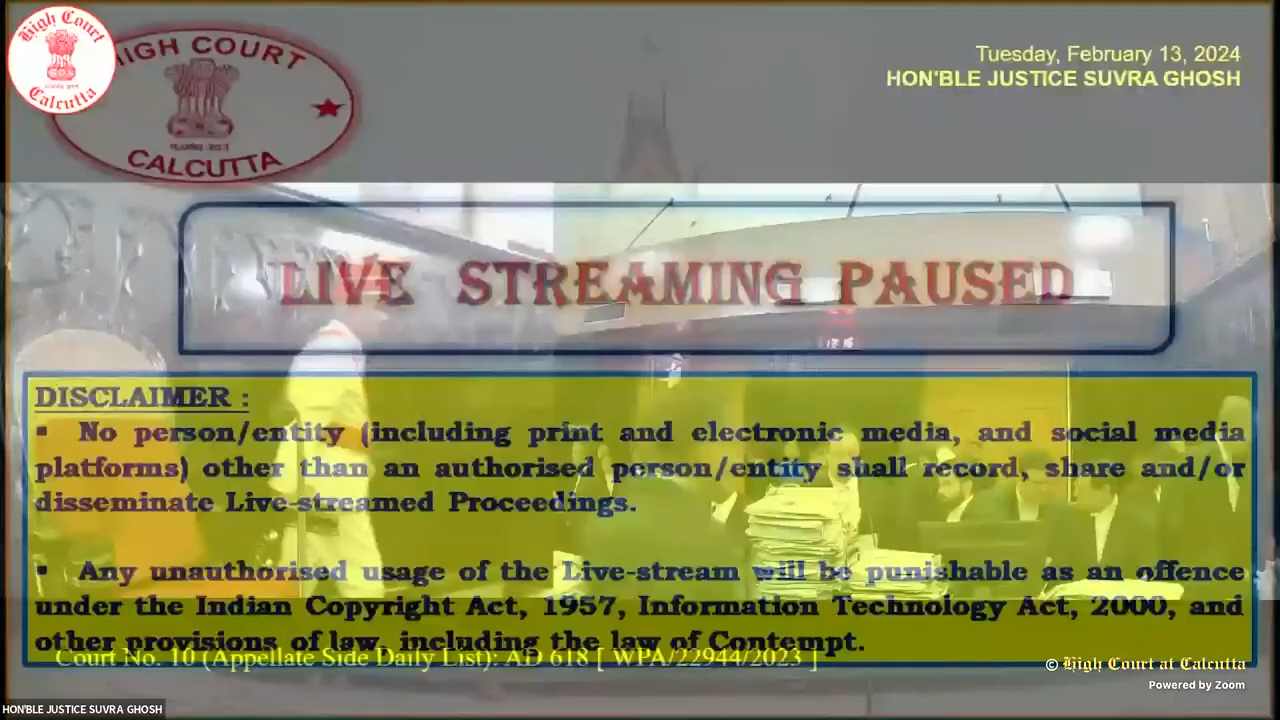 High Court
Calcutta
HIGH COURT
CALCUTTA
Tuesday, February 13, 2024
HON'BLE JUSTICE SUVRA GHOSH
LIVE STREAMING PAUSED
DISCLAIMER :
▪ No person/entity (including print and electronic media, and social media
platforms) other than an authorised person/entity shall record, share and/or
disseminate Live-streamed Proceedings.
▪ Any unauthorised usage of the Live-stream will be punishable as an offence
under the Indian Copyright Act, 1957, Information Technology Act, 2000, and
other provisions of law, including the law of Contempt.
Court No. 10 (Appellate Side Daily List): AD 618 [ WPA/22944/2023 ]
© High Court at Calcutta
Powered by Zoom
HON'BLE JUSTICE SUVRA GHOSH